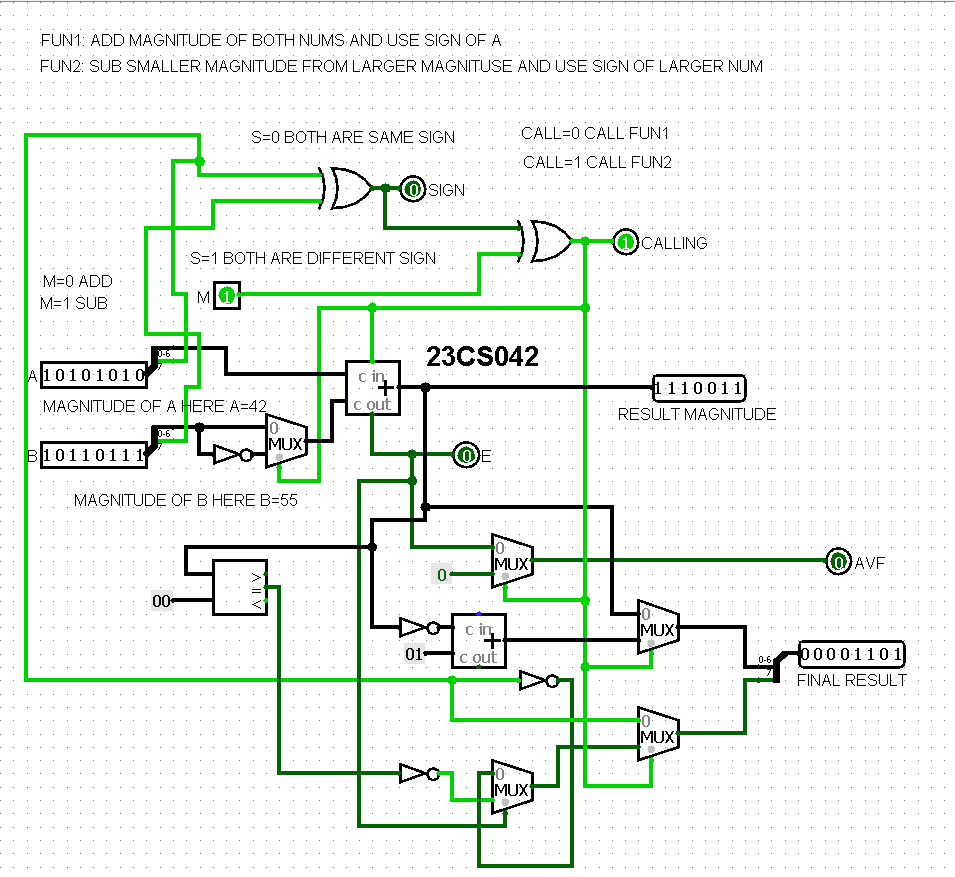 FUN1: ADD MAGNITUDE OF BOTH NUMS AND USE SIGN OF A
FUN2: SUB SMALLER MAGNITUDE FROM LARGER MAGNITUSE AND USE SIGN OF LARGER NUM
S=0 BOTH ARE SAME SIGN
CALL=0 CALL FUN1
CALL=1 CALL FUN2
0 SIGN
1 CALLING
S=1 BOTH ARE DIFFERENT SIGN
M=0 ADD
M=1 SUB
M 1
23CS042
0-6
7
A 10101010
c in
+
c out
1110011
RESULT MAGNITUDE
MAGNITUDE OF A HERE A=42
0-6
7
B 10110111
0
MUX
0 E
MAGNITUDE OF B HERE B=55
0
MUX
0
0 AVF
>
=
<
00
c in
+
c out
01
0
MUX
0-6
7
00001101
FINAL RESULT
0
MUX
0
MUX